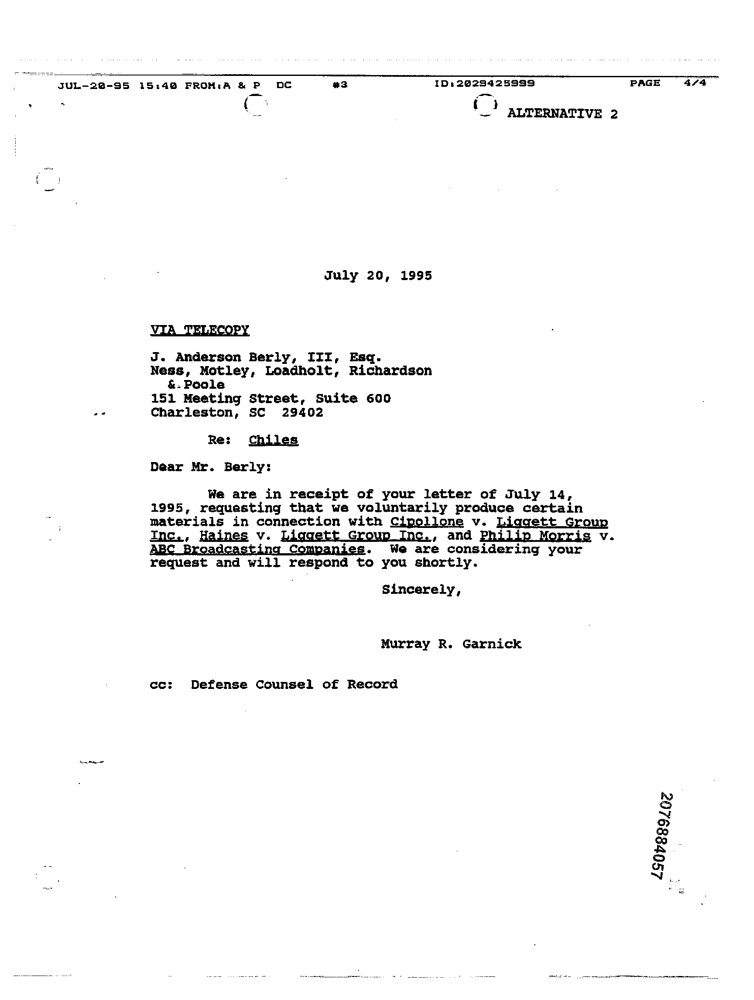 JUL-20-95 15:40 FROM:A & P DC #3 ID:2029425999 PAGE 4/4
ALTERNATIVE 2
July 20, 1995
VIA TELECOPY
J. Anderson Berly, III, Esq.
Ness, Motley, Loadholt, Richardson
& Poole
151 Meeting Street, Suite 600
Charleston, SC 29402
Re: Chiles
Dear Mr. Berly:
We are in receipt of your letter of July 14,
1995, requesting that we voluntarily produce certain
materials in connection with Cipollone v. Liggett Group
Inc., Haines v. Liggett Group Inc., and Philip Morris v.
ABC Broadcasting Companies. We are considering your
request and will respond to you shortly.
Sincerely,
Murray R. Garnick
cc: Defense Counsel of Record
2076884057